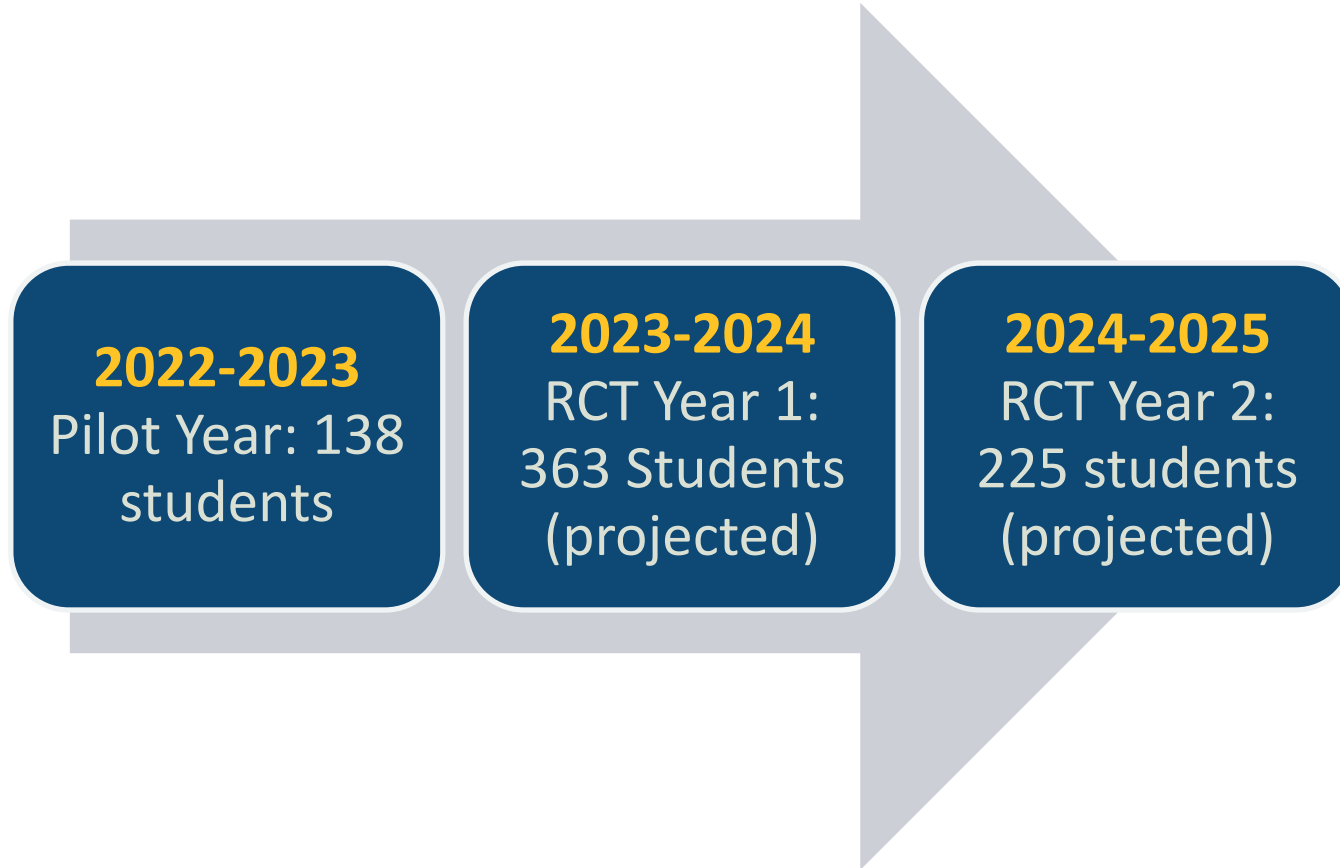 2022-2023
Pilot Year: 138
students
2023-2024
RCT Year 1:
363 Students
(projected)
2024-2025
RCT Year 2:
225 students
(projected)